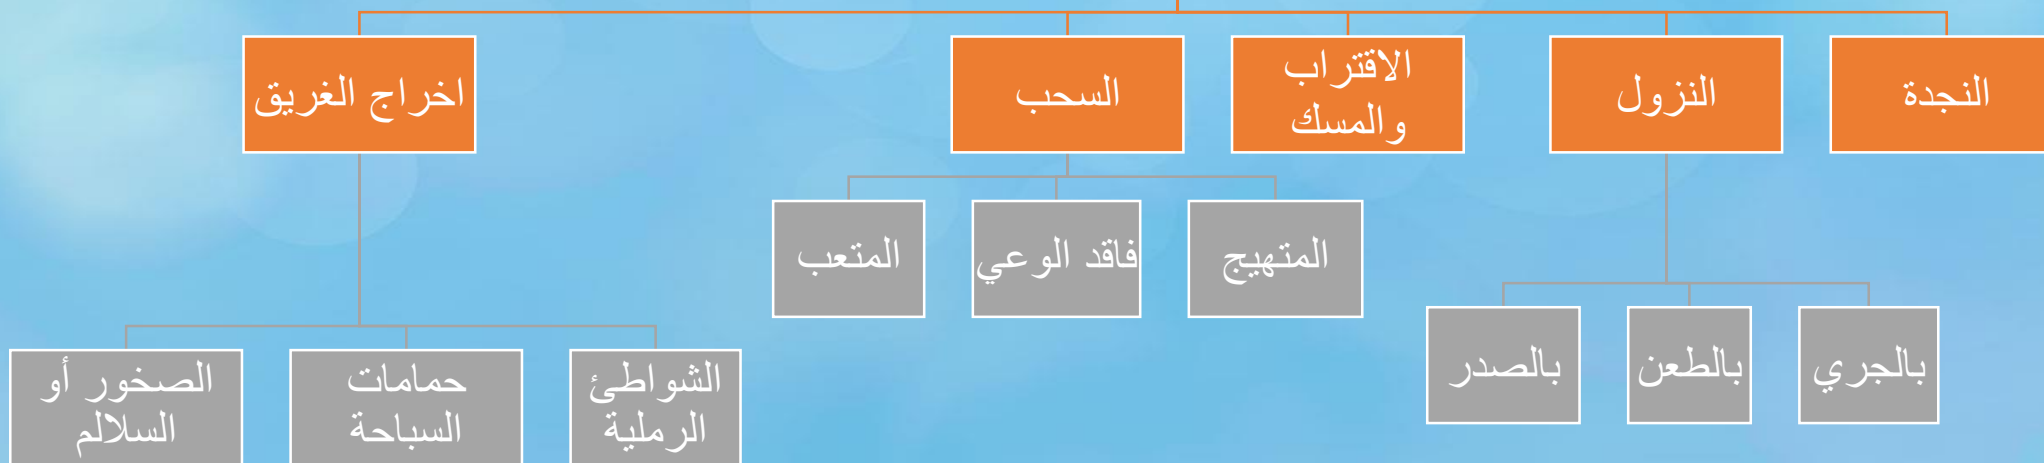 النجدة
النزول
الاقتراب
والمسك
السحب
اخراج الغريق
بالجري
بالطعن
بالصدر
المتهيج
فاقد الوعي
المتعب
الشواطئ
الرملية
حمامات
السباحة
الصخور أو
السلالم